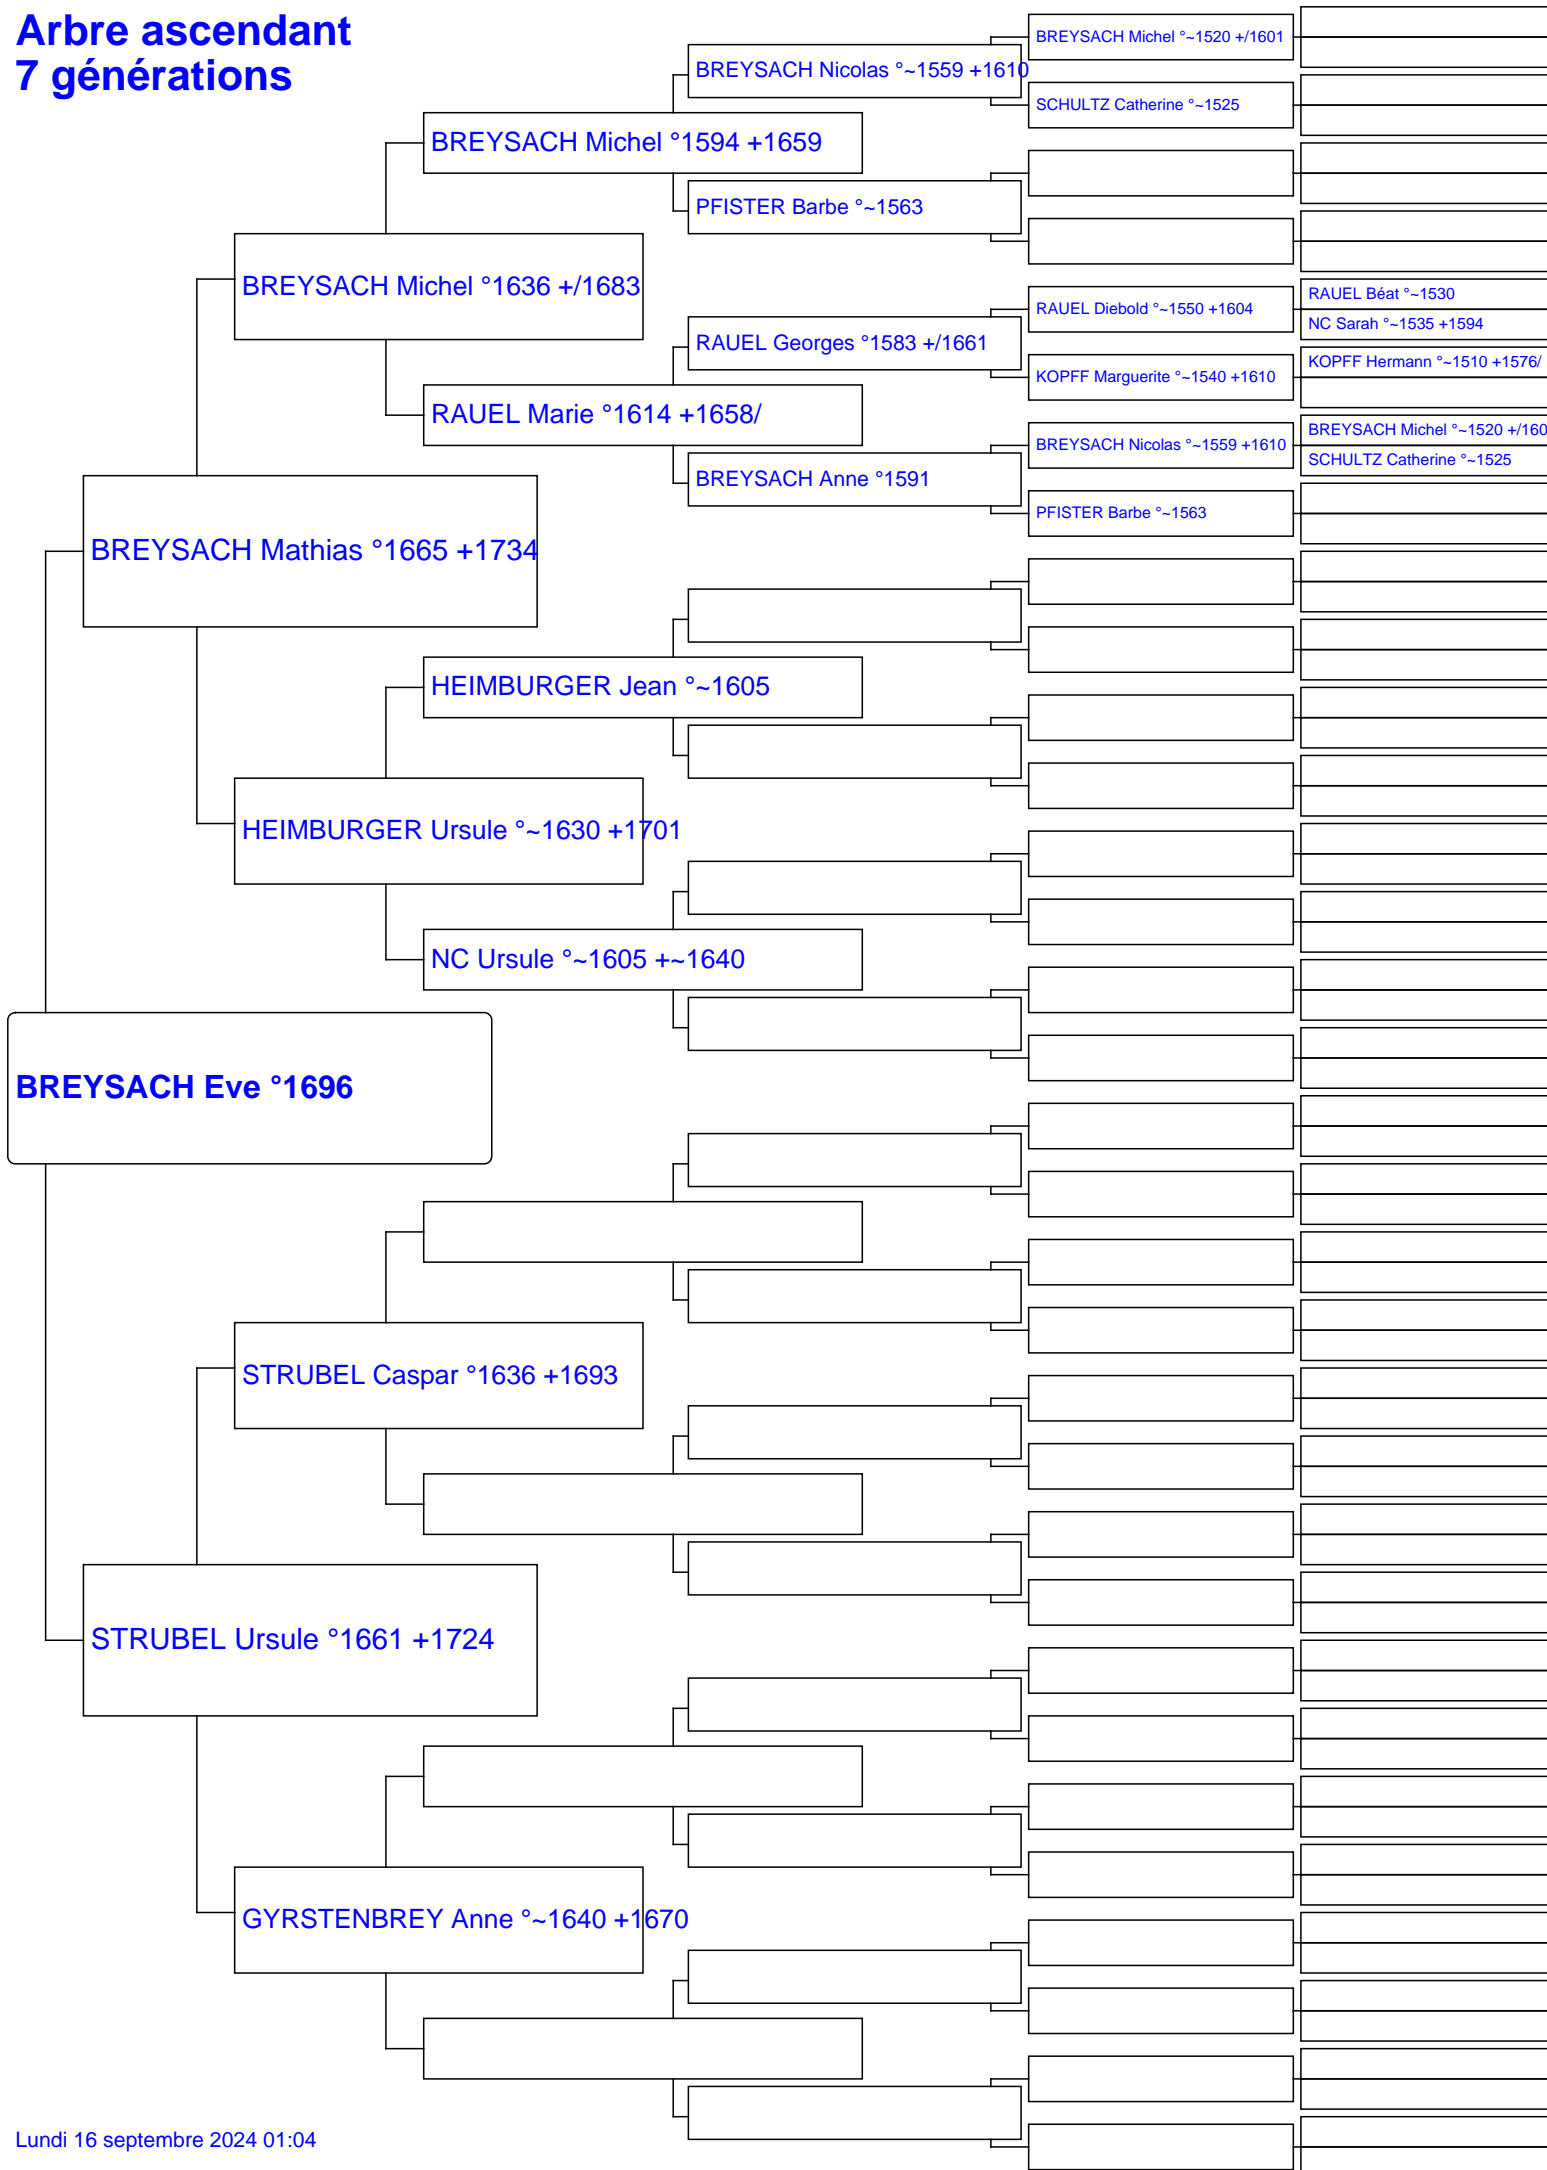 Arbre ascendant
7 générations
BREYSACH Eve °1696
BREYSACH Mathias °1665 +1734
STRUBEL Ursule °1661 +1724
BREYSACH Michel °1636 +/1683
HEIMBURGER Ursule °~1630 +1701
STRUBEL Caspar °1636 +1693
GYRSTENBREY Anne °~1640 +1670
BREYSACH Michel °1594 +1659
RAUEL Marie °1614 +1658/
HEIMBURGER Jean °~1605
NC Ursule °~1605 +~1640
BREYSACH Nicolas °~1559 +1610
PFISTER Barbe °~1563
RAUEL Georges °1583 +/1661
BREYSACH Anne °1591
BREYSACH Michel °~1520 +/1601
SCHULTZ Catherine °~1525
RAUEL Diebold °~1550 +1604
KOPFF Marguerite °~1540 +1610
BREYSACH Nicolas °~1559 +1610
PFISTER Barbe °~1563
RAUEL Béat °~1530
NC Sarah °~1535 +1594
KOPFF Hermann °~1510 +1576/
BREYSACH Michel °~1520 +/160
SCHULTZ Catherine °~1525
Lundi 16 septembre 2024 01:04